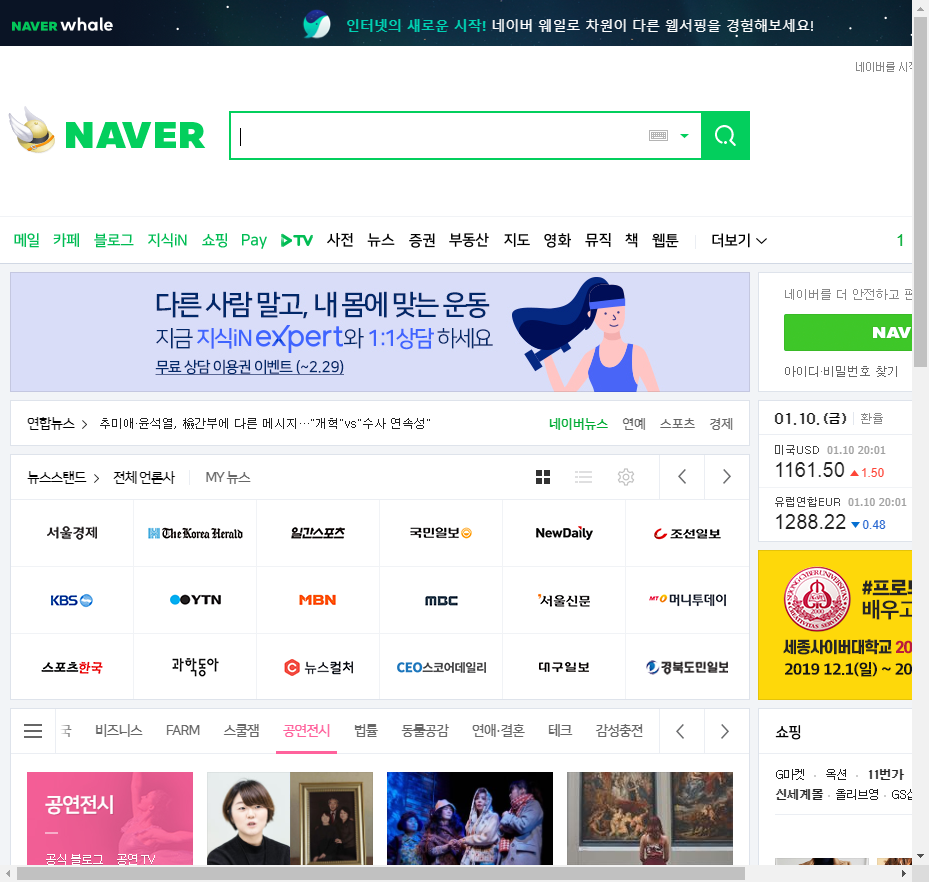 NAVER whale
인터넷의 새로운 시작! 네이버 웨일로 차원이 다른 웹서핑을 경험해보세요!
네이버를 시작
NAVER
메일 카페 블로그 지식iN 쇼핑 Pay TV 사전 뉴스 증권 부동산 지도 영화 뮤직 책 웹툰 더보기 1
다른 사람 말고, 내 몸에 맞는 운동
지금 지식iN expert와 1:1상담 하세요
무료 상담 이용권 이벤트 (~2.29)
네이버를 더 안전하고 편
NAV
아이디·비밀번호 찾기
연합뉴스 추미애·윤석열, 檢간부에 다른 메시지…"개혁"vs"수사 연속성"
네이버뉴스 연예 스포츠 경제
01.10. (금) 환율
미국USD 01.10 20:01
1161.50 ▲1.50
유럽연합EUR 01.10 20:01
1288.22 ▼0.48
뉴스스탠드 전체 언론사 MY 뉴스
서울경제 The Korea Herald 일간스포츠 국민일보 NewDaily 조선일보
KBS YTN MBN MBC 서울신문 MT 머니투데이
스포츠한국 과학동아 뉴스컬처 CEO스코어데일리 대구일보 경북도민일보
#프로
배우고
세종사이버대학교 20
2019 12.1(일) ~ 20
국 비즈니스 FARM 스쿨잼 공연전시 법률 동물공감 연애·결혼 테크 감성충전
쇼핑
G마켓 · 옥션 · 11번가
신세계몰 · 올리브영 · GS샵
공연전시
공식 블로그 공연 TV